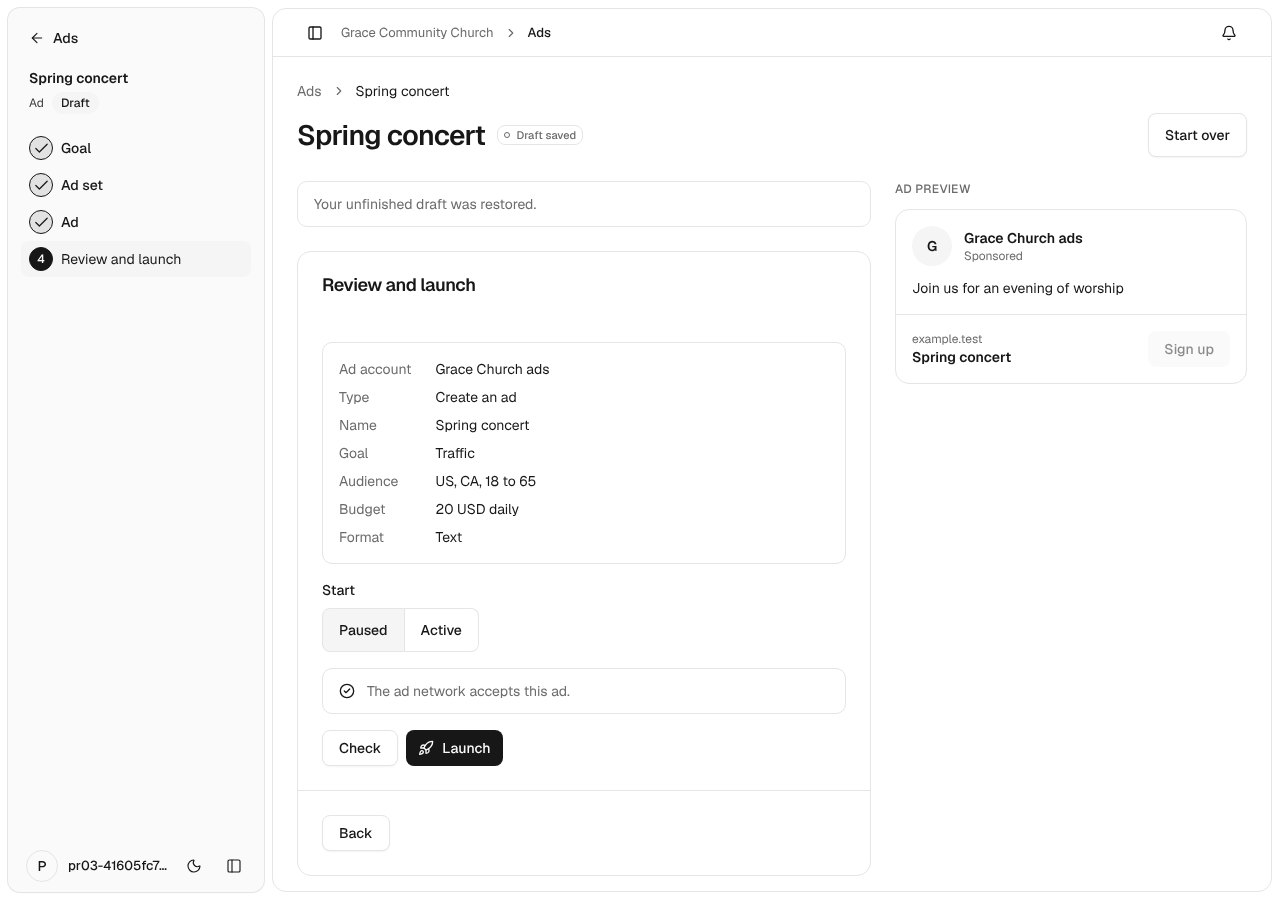 Ads
Spring concert
Ad Draft
Goal
Ad set
Ad
4 Review and launch
P pr03-41605fc7...
Grace Community Church > Ads
Ads > Spring concert
Spring concert
Draft saved
Start over
Your unfinished draft was restored.
Review and launch
Ad account Grace Church ads
Type Create an ad
Name Spring concert
Goal Traffic
Audience US, CA, 18 to 65
Budget 20 USD daily
Format Text
Start
Paused Active
The ad network accepts this ad.
Check Launch
Back
AD PREVIEW
G Grace Church ads
Sponsored
Join us for an evening of worship
example.test
Spring concert
Sign up